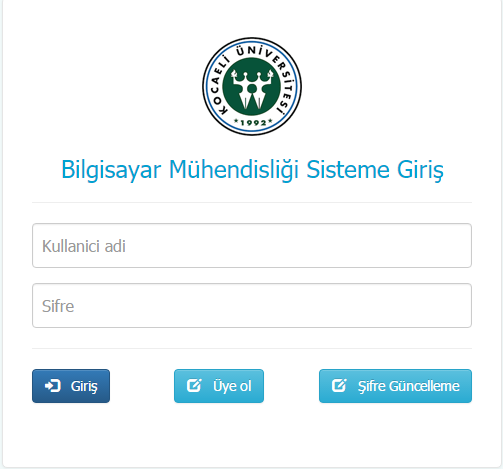 KOCAELİ ÜNİVERSİTESİ
*1992*
Bilgisayar Mühendisliği Sisteme Giriş
Kullanici adi
Sifre
Giriş
Üye ol
Şifre Güncelleme